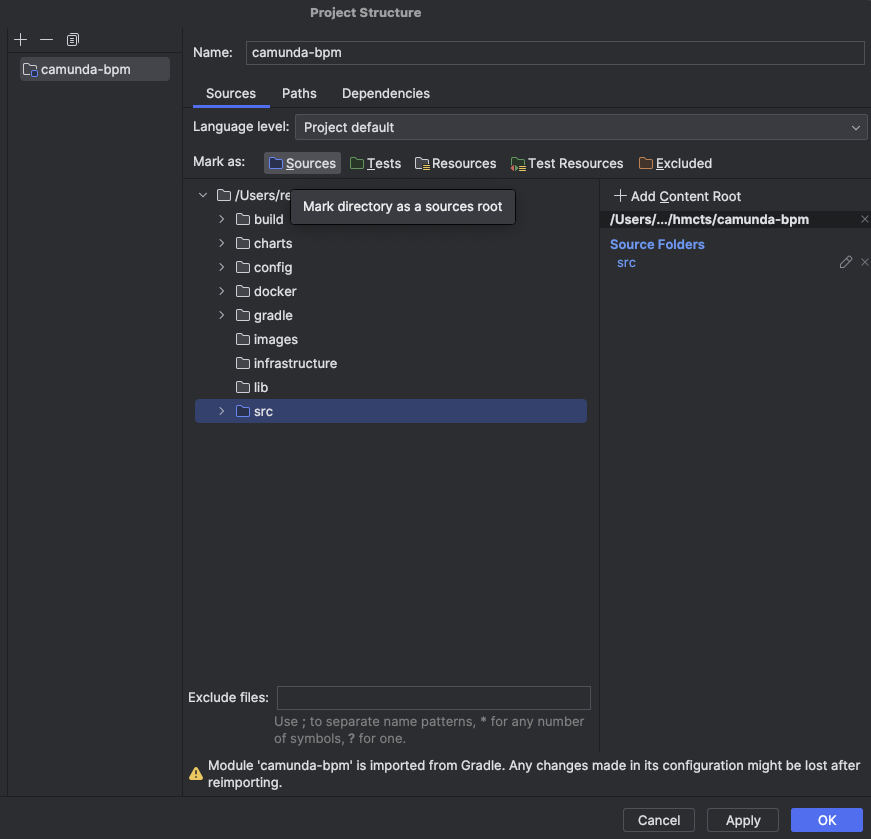 Project Structure
camunda-bpm
Name: camunda-bpm
Sources Paths Dependencies
Language level: Project default
Mark as: Sources Tests Resources Test Resources Excluded
/Users/re
Mark directory as a sources root
build
charts
config
docker
gradle
images
infrastructure
lib
src
Add Content Root
/Users/.../hmcts/camunda-bpm
Source Folders
src
Exclude files:
Use ; to separate name patterns, * for any number
of symbols, ? for one.
Module 'camunda-bpm' is imported from Gradle. Any changes made in its configuration might be lost after
reimporting.
Cancel Apply OK